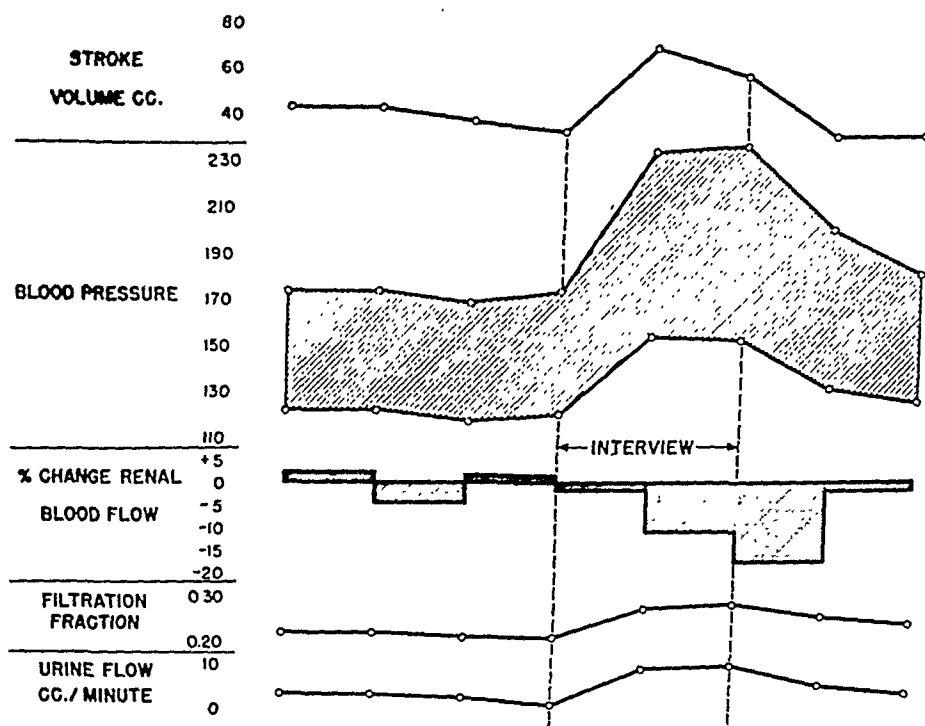 80
STROKE
60
VOLUME CC.
40
230
210
190
BLOOD PRESSURE
170
150
130
110
INTERVIEW
+5
% CHANGE RENAL
0
BLOOD FLOW
-5
-10
-15
-20
FILTRATION
0.30
FRACTION
0.20
URINE FLOW
10
CC./MINUTE
0